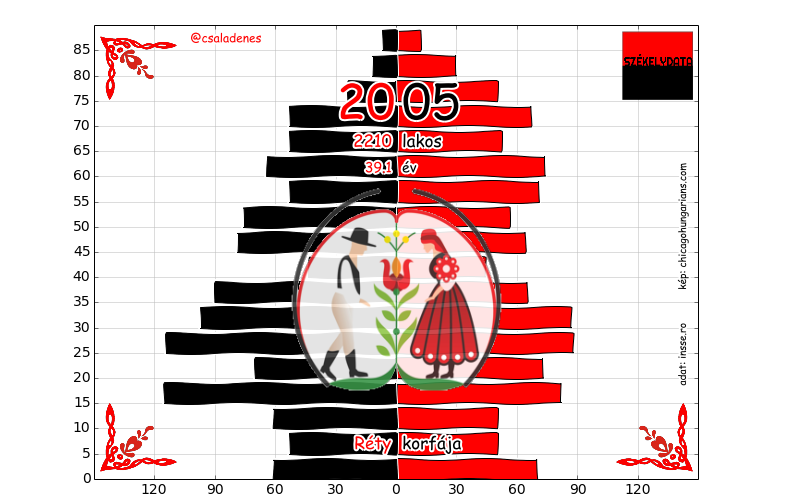 @csaladenes
SZÉKELYDATA
2005
2210 lakos
39.1 év
kép: chicagohungarians.com
adat: insse.ro
Réty korfája
85
80
75
70
65
60
55
50
45
40
35
30
25
20
15
10
5
0
120 90 60 30 0 30 60 90 120